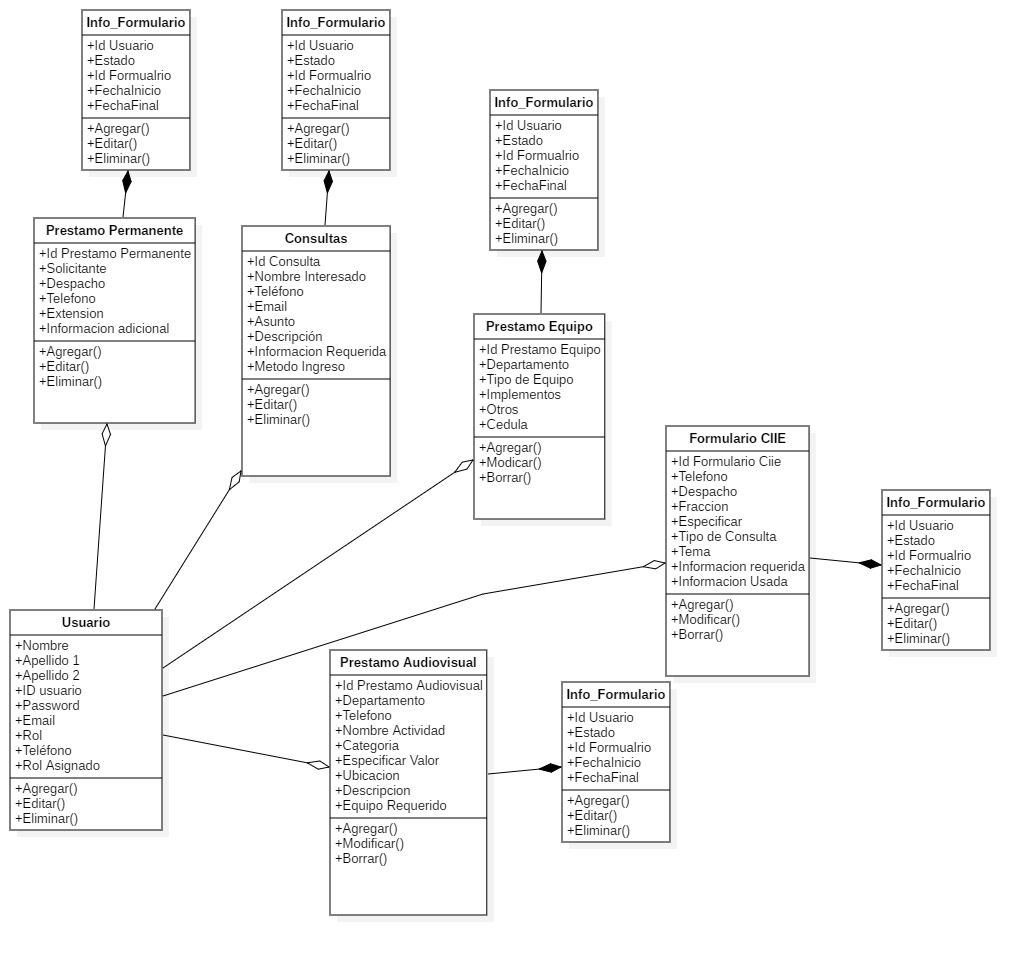 Info_Formulario
+Id Usuario
+Estado
+Id Formualrio
+FechaInicio
+FechaFinal
+Agregar()
+Editar()
+Eliminar()
Info_Formulario
+Id Usuario
+Estado
+Id Formualrio
+FechaInicio
+FechaFinal
+Agregar()
+Editar()
+Eliminar()
Info_Formulario
+Id Usuario
+Estado
+Id Formualrio
+FechaInicio
+FechaFinal
+Agregar()
+Editar()
+Eliminar()
Prestamo Permanente
+Id Prestamo Permanente
+Solicitante
+Despacho
+Telefono
+Extension
+Informacion adicional
+Agregar()
+Editar()
+Eliminar()
Consultas
+Id Consulta
+Nombre Interesado
+Teléfono
+Email
+Asunto
+Descripción
+Informacion Requerida
+Metodo Ingreso
+Agregar()
+Editar()
+Eliminar()
Prestamo Equipo
+Id Prestamo Equipo
+Departamento
+Tipo de Equipo
+Implementos
+Otros
+Cedula
+Agregar()
+Modicar()
+Borrar()
Formulario CIIE
+Id Formulario Ciie
+Telefono
+Despacho
+Fraccion
+Especificar
+Tipo de Consulta
+Tema
+Informacion requerida
+Informacion Usada
+Agregar()
+Modificar()
+Borrar()
Info_Formulario
+Id Usuario
+Estado
+Id Formualrio
+FechaInicio
+FechaFinal
+Agregar()
+Editar()
+Eliminar()
Usuario
+Nombre
+Apellido 1
+Apellido 2
+ID usuario
+Password
+Email
+Rol
+Teléfono
+Rol Asignado
+Agregar()
+Editar()
+Eliminar()
Prestamo Audiovisual
+Id Prestamo Audiovisual
+Departamento
+Telefono
+Nombre Actividad
+Categoria
+Especificar Valor
+Ubicacion
+Descripcion
+Equipo Requerido
+Agregar()
+Modificar()
+Borrar()
Info_Formulario
+Id Usuario
+Estado
+Id Formualrio
+FechaInicio
+FechaFinal
+Agregar()
+Editar()
+Eliminar()